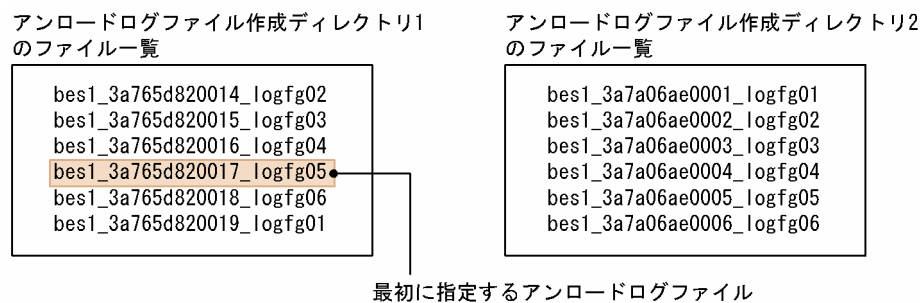 アンロードログファイル作成ディレクトリ1
のファイル一覧
bes1_3a765d820014_logfg02
bes1_3a765d820015_logfg03
bes1_3a765d820016_logfg04
bes1_3a765d820017_logfg05
bes1_3a765d820018_logfg06
bes1_3a765d820019_logfg01
アンロードログファイル作成ディレクトリ2
のファイル一覧
bes1_3a7a06ae0001_logfg01
bes1_3a7a06ae0002_logfg02
bes1_3a7a06ae0003_logfg03
bes1_3a7a06ae0004_logfg04
bes1_3a7a06ae0005_logfg05
bes1_3a7a06ae0006_logfg06
最初に指定するアンロードログファイル